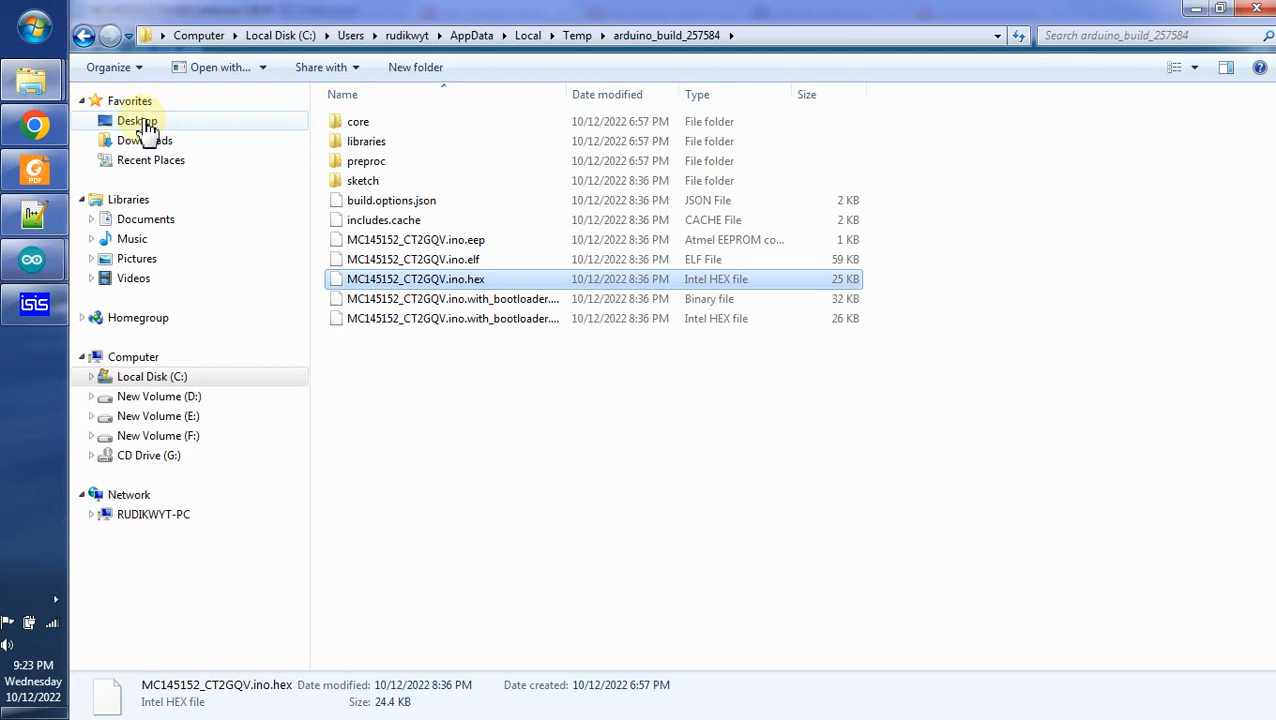 Computer Local Disk (C:) Users rudikwyt AppData Local Temp arduino_build_257584 Search arduino_build_257584
Organize Open with... Share with New folder
Name Date modified Type Size
Favorites
Desktop
Downloads
Recent Places
Libraries
Documents
Music
Pictures
Videos
Homegroup
Computer
Local Disk (C:)
New Volume (D:)
New Volume (E:)
New Volume (F:)
CD Drive (G:)
Network
RUDIKWYT-PC
core 10/12/2022 6:57 PM File folder
libraries 10/12/2022 6:57 PM File folder
preproc 10/12/2022 6:57 PM File folder
sketch 10/12/2022 8:36 PM File folder
build.options.json 10/12/2022 8:36 PM JSON File 2 KB
includes.cache 10/12/2022 8:36 PM CACHE File 2 KB
MC145152_CT2GQV.ino.eep 10/12/2022 8:36 PM Atmel EEPROM co... 1 KB
MC145152_CT2GQV.ino.elf 10/12/2022 8:36 PM ELF File 59 KB
MC145152_CT2GQV.ino.hex 10/12/2022 8:36 PM Intel HEX file 25 KB
MC145152_CT2GQV.ino.with_bootloader.... 10/12/2022 8:36 PM Binary file 32 KB
MC145152_CT2GQV.ino.with_bootloader.... 10/12/2022 8:36 PM Intel HEX file 26 KB
PDF
isis
9:23 PM
Wednesday
10/12/2022
MC145152_CT2GQV.ino.hex Date modified: 10/12/2022 8:36 PM Date created: 10/12/2022 6:57 PM
Intel HEX file Size: 24.4 KB